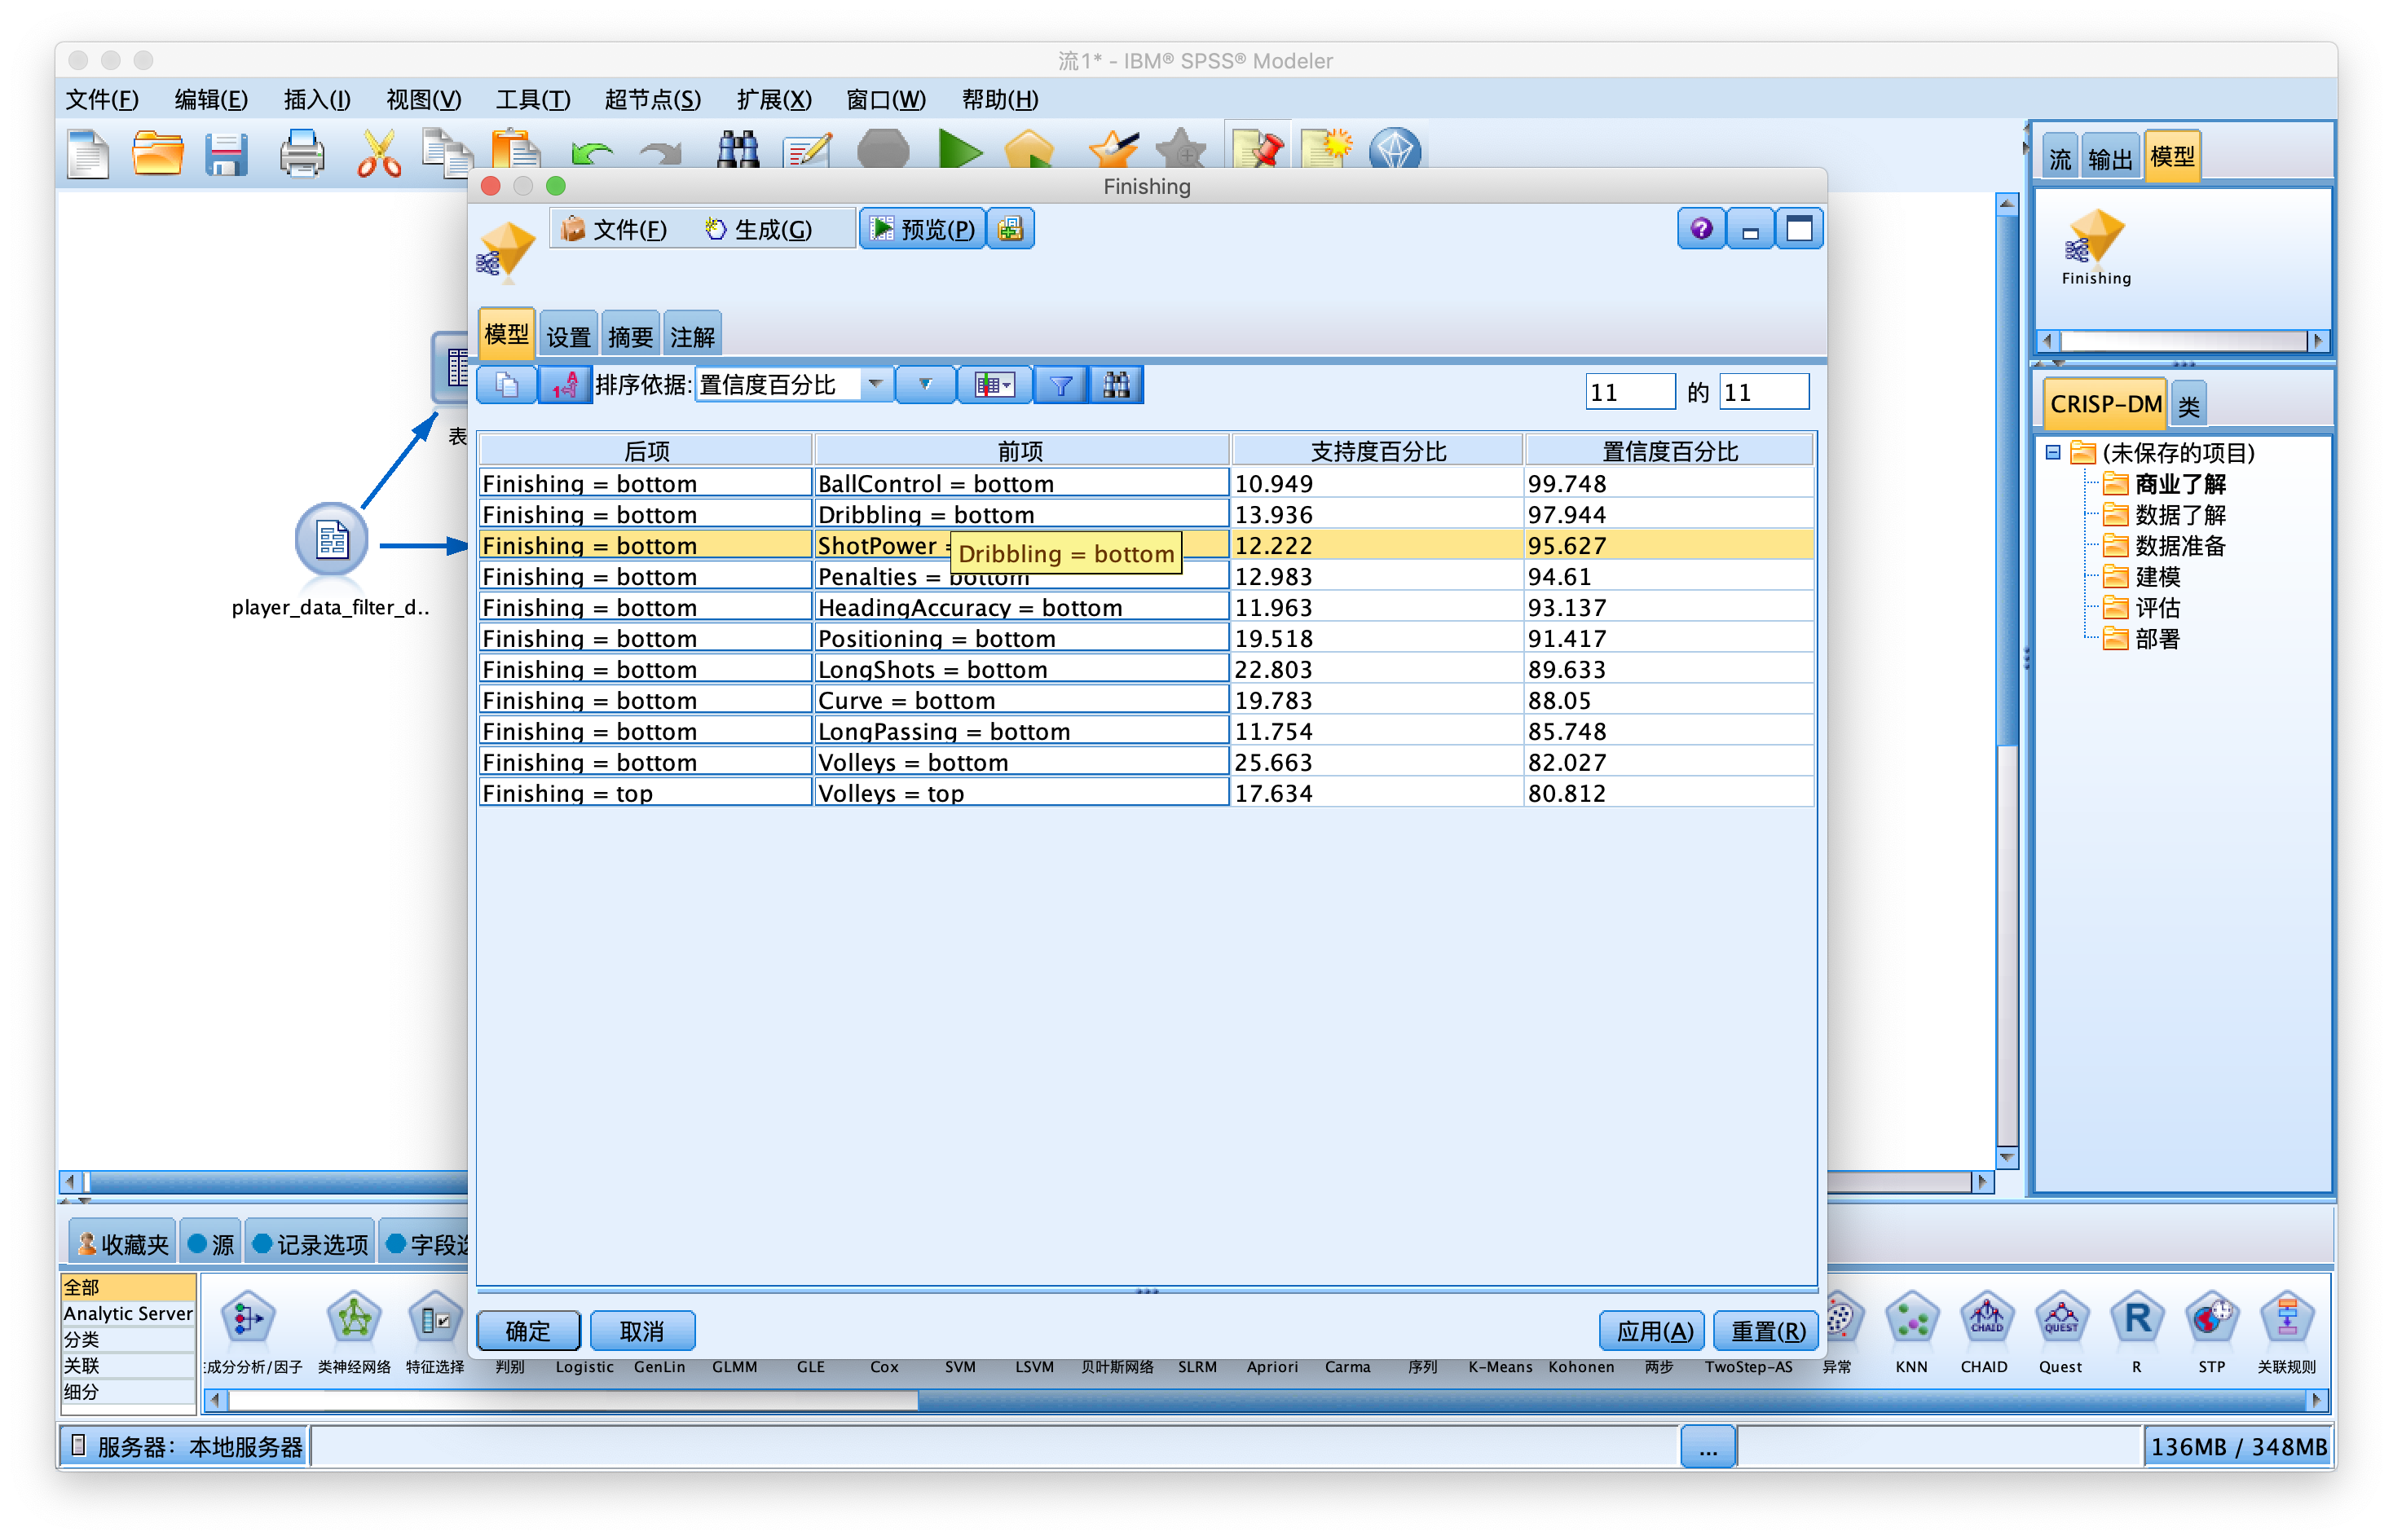 流1* - IBM® SPSS® Modeler
文件(F) 编辑(E) 插入(I) 视图(V) 工具(T) 超节点(S) 扩展(X) 窗口(W) 帮助(H)
流 输出 模型
Finishing
Finishing
文件(F) 生成(G) 预览(P)
模型 设置 摘要 注解
排序依据: 置信度百分比 11 的 11
后项 前项 支持度百分比 置信度百分比
Finishing = bottom BallControl = bottom 10.949 99.748
Finishing = bottom Dribbling = bottom 13.936 97.944
Finishing = bottom ShotPower = 12.222 95.627
Dribbling = bottom
Finishing = bottom Penalties = bottom 12.983 94.61
Finishing = bottom HeadingAccuracy = bottom 11.963 93.137
Finishing = bottom Positioning = bottom 19.518 91.417
Finishing = bottom LongShots = bottom 22.803 89.633
Finishing = bottom Curve = bottom 19.783 88.05
Finishing = bottom LongPassing = bottom 11.754 85.748
Finishing = bottom Volleys = bottom 25.663 82.027
Finishing = top Volleys = top 17.634 80.812
确定 取消 应用(A) 重置(R)
表
player_data_filter_d..
CRISP-DM 类
(未保存的项目)
商业了解
数据了解
数据准备
建模
评估
部署
收藏夹 源 记录选项 字段选
全部
Analytic Server
分类
关联
细分
成分分析/因子 类神经网络 特征选择 判别 Logistic GenLin GLMM GLE Cox SVM LSVM 贝叶斯网络 SLRM Apriori Carma 序列 K-Means Kohonen 两步 TwoStep-AS 异常 KNN CHAID Quest R STP 关联规则
服务器: 本地服务器 ... 136MB / 348MB